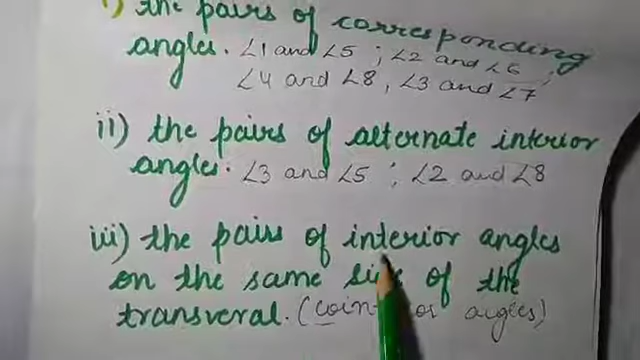 i) the pairs of corresponding
angles. ∠1 and ∠5 ; ∠2 and ∠6 ,
∠4 and ∠8 , ∠3 and ∠7
ii) the pairs of alternate interior
angles. ∠3 and ∠5 ; ∠2 and ∠8
iii) the pairs of interior angles
on the same side of the
transveral. ( angles)